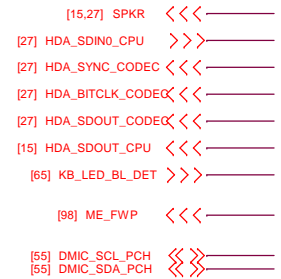 [15,27] SPKR
[27] HDA_SDIN0_CPU
[27] HDA_SYNC_CODEC
[27] HDA_BITCLK_CODEC
[27] HDA_SDOUT_CODEC
[15] HDA_SDOUT_CPU
[65] KB_LED_BL_DET
[98] ME_FWP
[55] DMIC_SCL_PCH
[55] DMIC_SDA_PCH